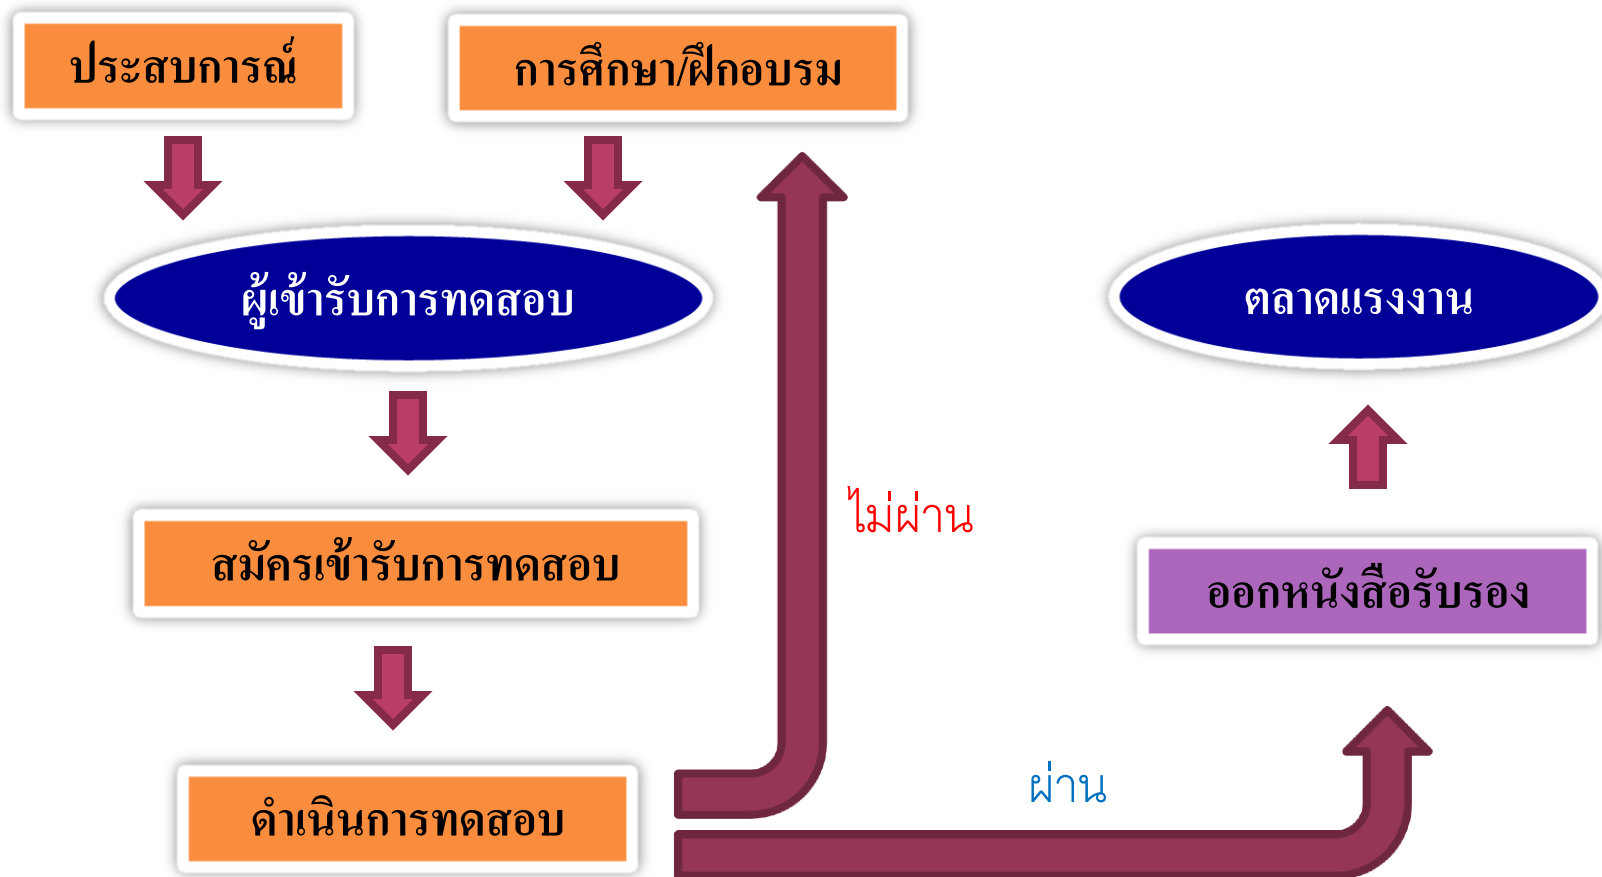 ประสบการณ์
การศึกษา/ฝึกอบรม
ผู้เข้ารับการทดสอบ
ตลาดแรงงาน
ไม่ผ่าน
สมัครเข้ารับการทดสอบ
ออกหนังสือรับรอง
ผ่าน
ดำเนินการทดสอบ